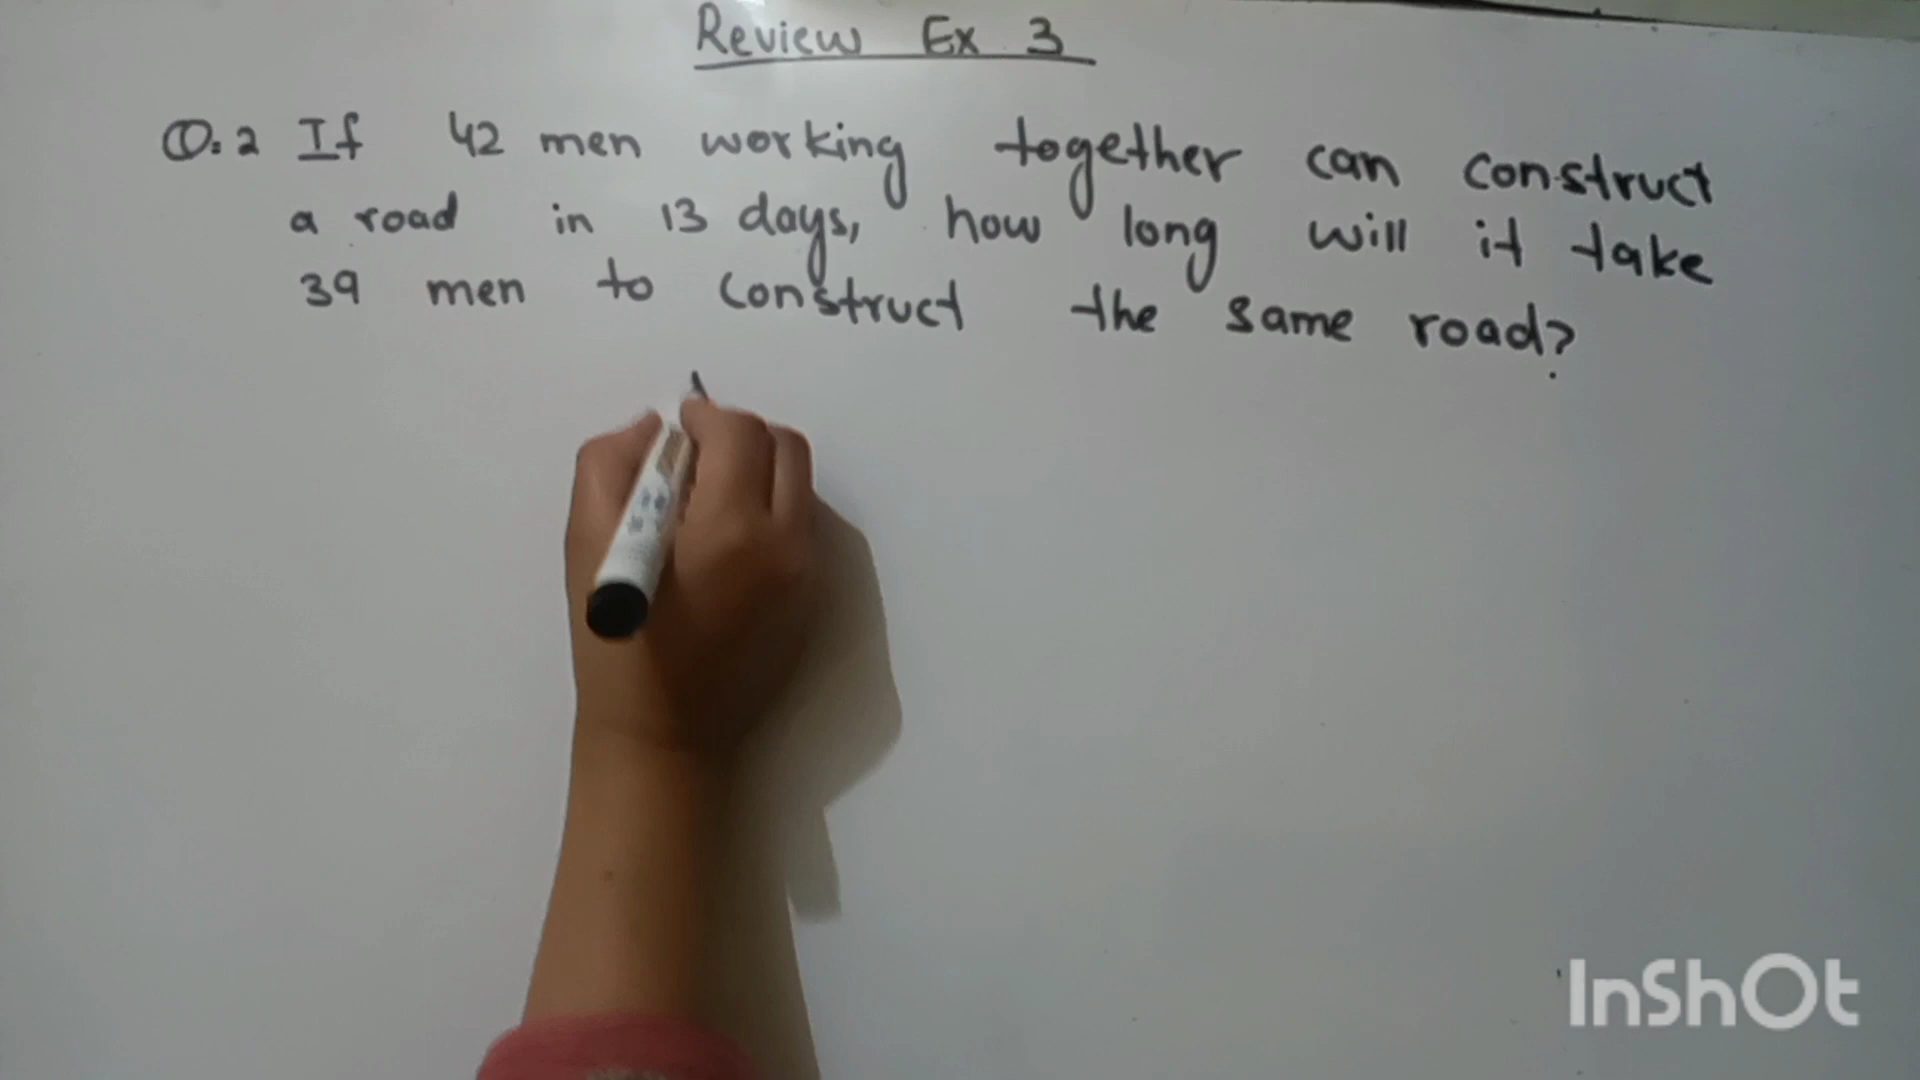 Review Ex 3
Q.2 If 42 men working together can construct
a road in 13 days, how long will it take
39 men to construct the same road?
InShOt